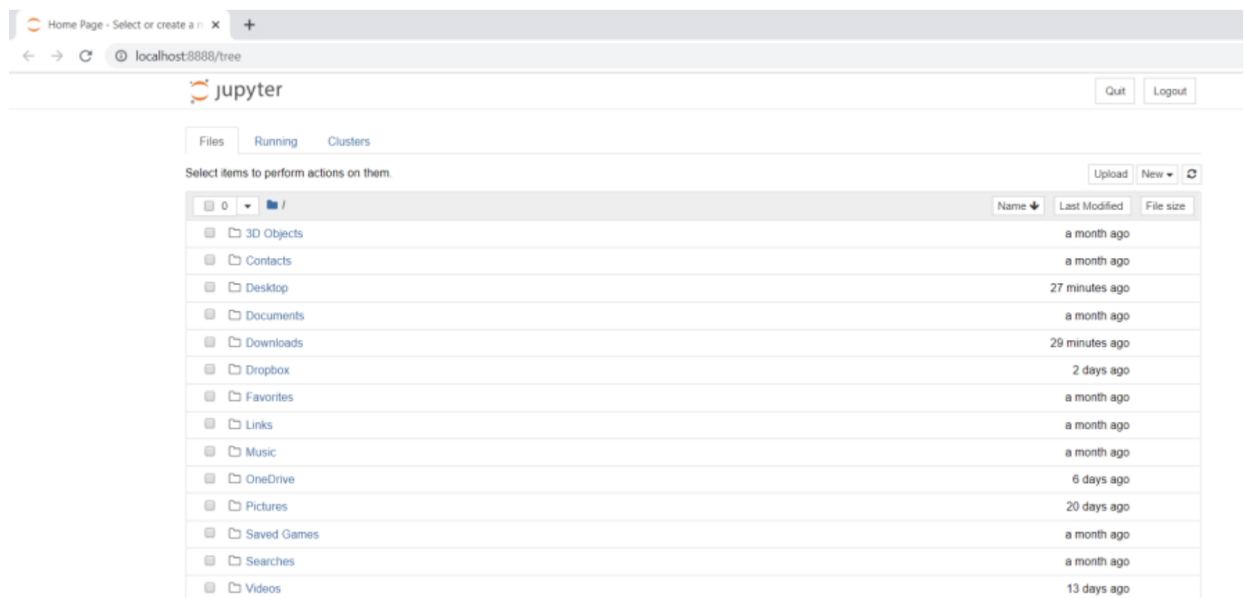 Home Page - Select or create a n
localhost:8888/tree
jupyter
Quit Logout
Files Running Clusters
Select items to perform actions on them.
Upload New
0 / Name Last Modified File size
3D Objects a month ago
Contacts a month ago
Desktop 27 minutes ago
Documents a month ago
Downloads 29 minutes ago
Dropbox 2 days ago
Favorites a month ago
Links a month ago
Music a month ago
OneDrive 6 days ago
Pictures 20 days ago
Saved Games a month ago
Searches a month ago
Videos 13 days ago